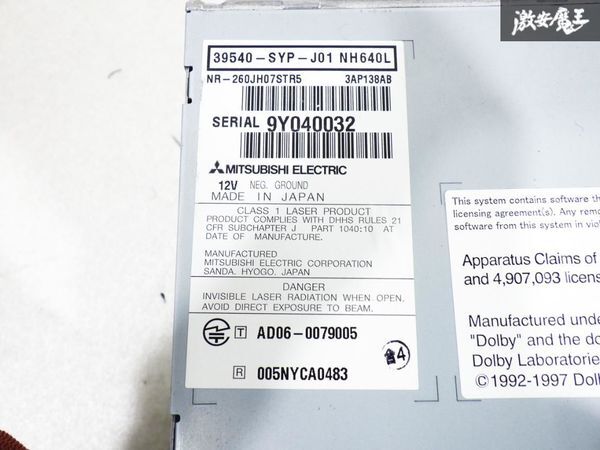 激安魔王
39540-SYP-J01 NH640L
NR-260JH07STR5 3AP138AB
SERIAL 9Y040032
MITSUBISHI ELECTRIC
12V NEG. GROUND
MADE IN JAPAN
CLASS 1 LASER PRODUCT
PRODUCT COMPLIES WITH DHHS RULES 21
CFR SUBCHAPTER J PART 1040:10 AT
DATE OF MANUFACTURE.
MANUFACTURED
MITSUBISHI ELECTRIC CORPORATION
SANDA. HYOGO. JAPAN
DANGER
INVISIBLE LASER RADIATION WHEN OPEN.
AVOID DIRECT EXPOSURE TO BEAM.
T AD06-0079005
R 005NYCA0483
This system contains software th
licensing agreement(s). Any remo
software from this system in viol
Apparatus Claims of
and 4,907,093 licens
Manufactured unde
"Dolby" and the do
Dolby Laboratorie
©1992-1997 Dolb